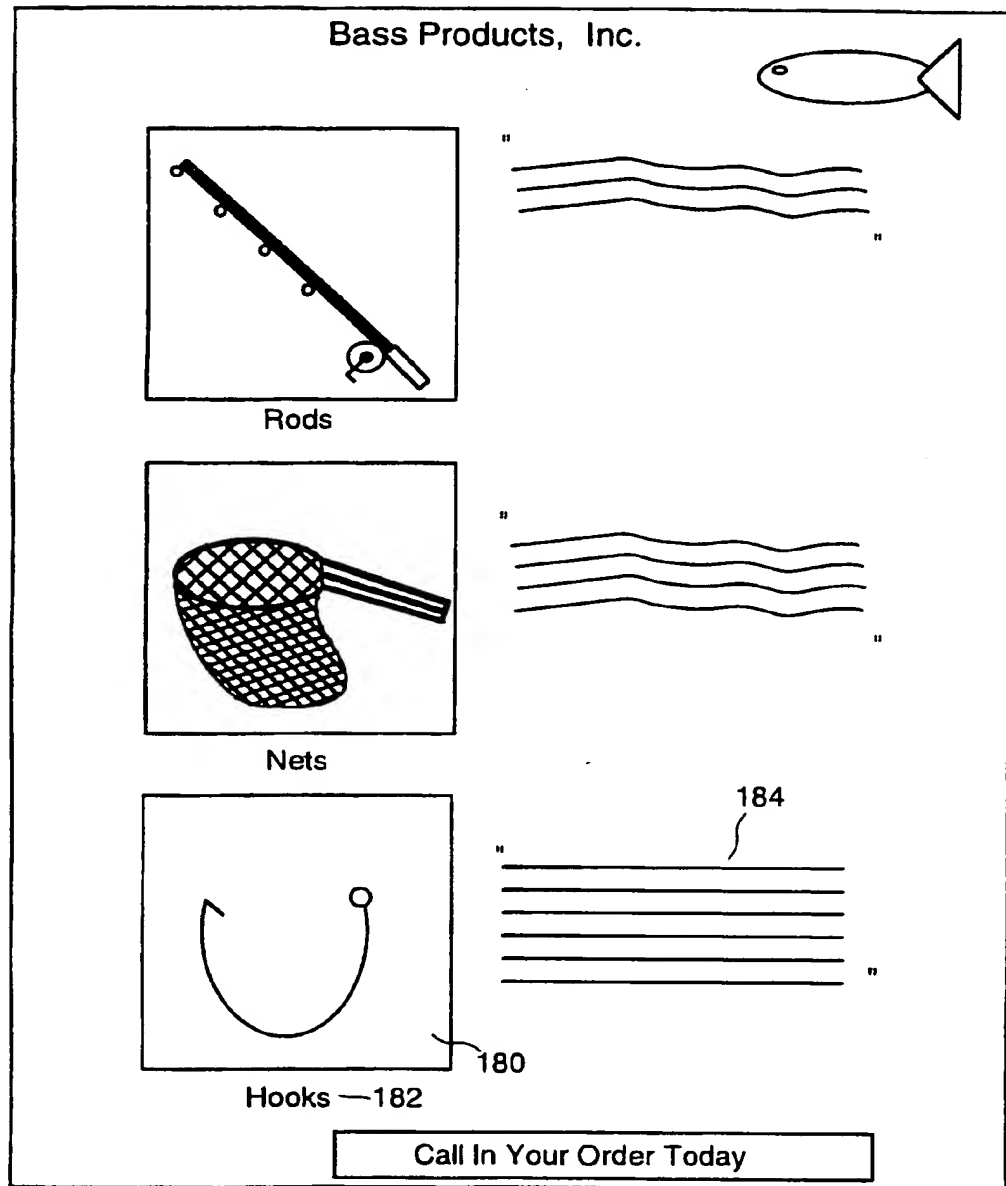 Bass Products, Inc.
"
"
Rods
"
"
Nets
184
"
"
180
Hooks — 182
Call In Your Order Today